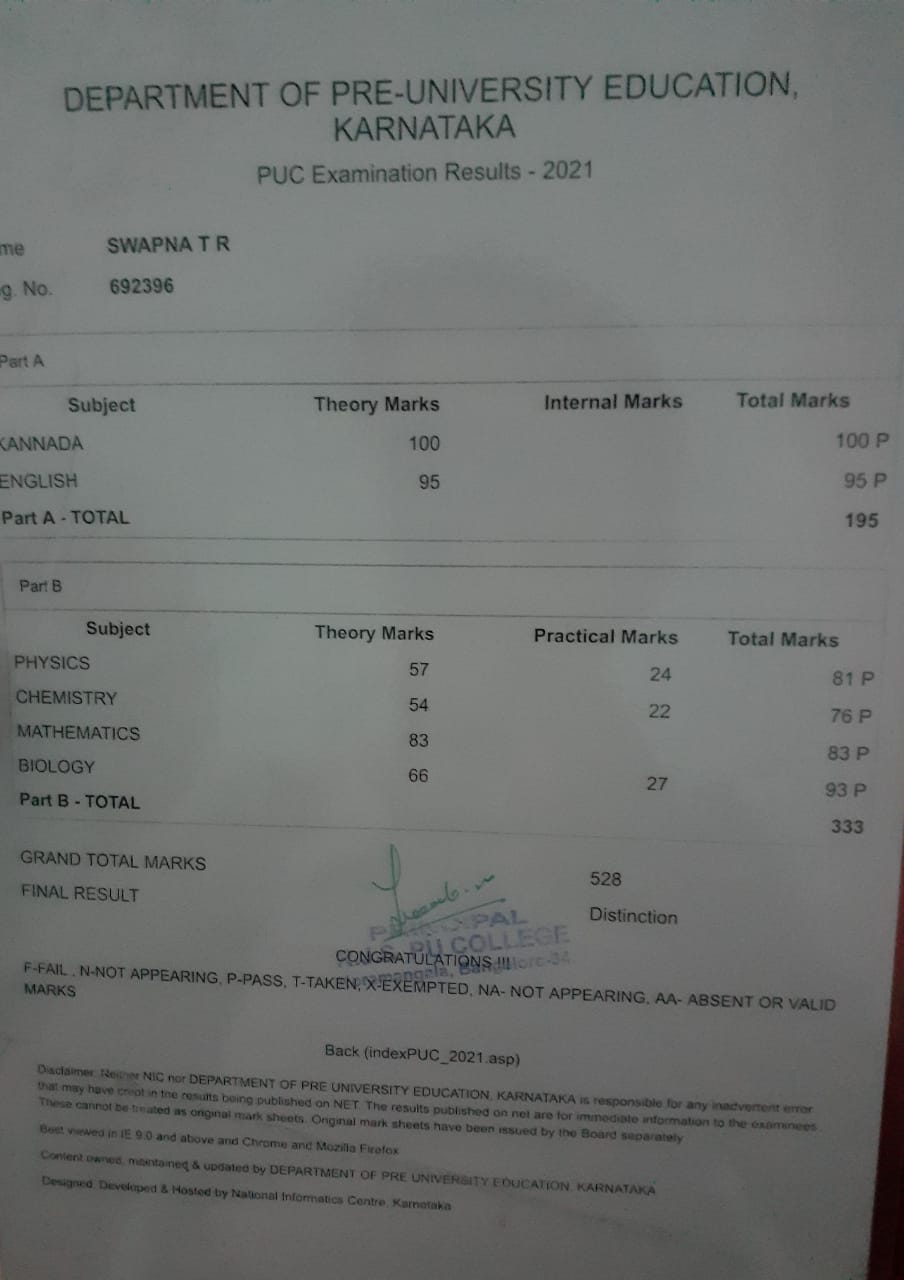 DEPARTMENT OF PRE-UNIVERSITY EDUCATION,
KARNATAKA
PUC Examination Results - 2021
me SWAPNA T R
g. No. 692396
Part A
Subject Theory Marks Internal Marks Total Marks
KANNADA 100 100 P
ENGLISH 95 95 P
Part A - TOTAL 195
Part B
Subject Theory Marks Practical Marks Total Marks
PHYSICS 57 24 81 P
CHEMISTRY 54 22 76 P
MATHEMATICS 83 83 P
BIOLOGY 66 27 93 P
Part B - TOTAL 333
GRAND TOTAL MARKS 528
FINAL RESULT Distinction
PRINCIPAL
PU COLLEGE
CONGRATULATIONS !!!
Bangalore-34
F-FAIL , N-NOT APPEARING, P-PASS, T-TAKEN, X-EXEMPTED, NA- NOT APPEARING, AA- ABSENT OR VALID
MARKS
Back (indexPUC_2021.asp)
Disclaimer: Neither NIC nor DEPARTMENT OF PRE UNIVERSITY EDUCATION, KARNATAKA is responsible for any inadvertent error
that may have crept in the results being published on NET. The results published on net are for immediate information to the examinees.
These cannot be treated as original mark sheets. Original mark sheets have been issued by the Board separately
Best viewed in IE 9.0 and above and Chrome and Mozilla Firefox
Content owned, maintained & updated by DEPARTMENT OF PRE UNIVERSITY EDUCATION, KARNATAKA
Designed, Developed & Hosted by National Informatics Centre, Karnataka